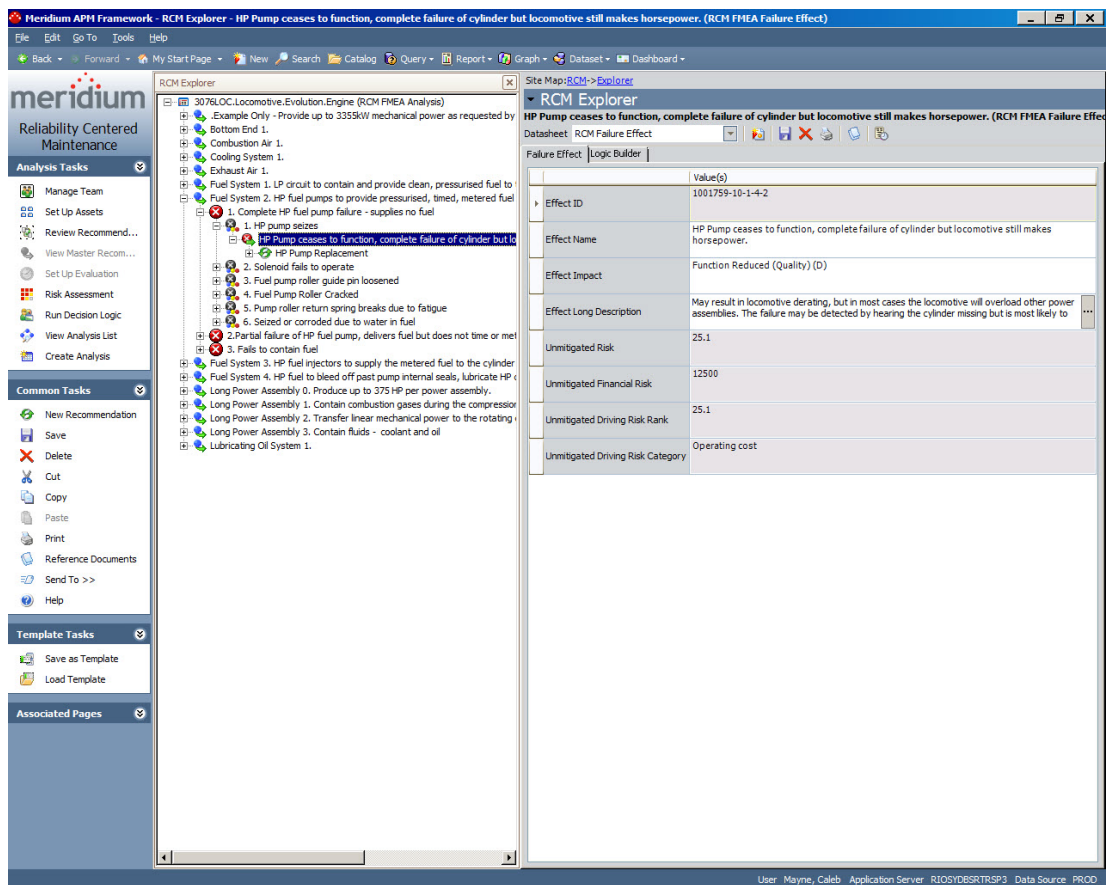 Meridium APM Framework - RCM Explorer - HP Pump ceases to function, complete failure of cylinder but locomotive still makes horsepower. (RCM FMEA Failure Effect)
File Edit Go To Tools Help
Back Forward My Start Page New Search Catalog Query Report Graph Dataset Dashboard
meridium
Reliability Centered
Maintenance
Analysis Tasks
Manage Team
Set Up Assets
Review Recommend...
View Master Recom...
Set Up Evaluation
Risk Assessment
Run Decision Logic
View Analysis List
Create Analysis
Common Tasks
New Recommendation
Save
Delete
Cut
Copy
Paste
Print
Reference Documents
Send To >>
Help
Template Tasks
Save as Template
Load Template
Associated Pages
RCM Explorer
3076LOC.Locomotive.Evolution.Engine (RCM FMEA Analysis)
.Example Only - Provide up to 3355kW mechanical power as requested by
Bottom End 1.
Combustion Air 1.
Cooling System 1.
Exhaust Air 1.
Fuel System 1. LP circuit to contain and provide clean, pressurised fuel to
Fuel System 2. HP fuel pumps to provide pressurised, timed, metered fuel
1. Complete HP fuel pump failure - supplies no fuel
1. HP pump seizes
HP Pump ceases to function, complete failure of cylinder but lo
HP Pump Replacement
2. Solenoid fails to operate
3. Fuel pump roller guide pin loosened
4. Fuel Pump Roller Cracked
5. Pump roller return spring breaks due to fatigue
6. Seized or corroded due to water in fuel
2.Partial failure of HP fuel pump, delivers fuel but does not time or met
3. Fails to contain fuel
Fuel System 3. HP fuel injectors to supply the metered fuel to the cylinder
Fuel System 4. HP fuel to bleed off past pump internal seals, lubricate HP
Long Power Assembly 0. Produce up to 375 HP per power assembly.
Long Power Assembly 1. Contain combustion gases during the compression
Long Power Assembly 2. Transfer linear mechanical power to the rotating
Long Power Assembly 3. Contain fluids - coolant and oil
Lubricating Oil System 1.
Site Map:RCM->Explorer
RCM Explorer
HP Pump ceases to function, complete failure of cylinder but locomotive still makes horsepower. (RCM FMEA Failure Effec
Datasheet RCM Failure Effect
Failure Effect Logic Builder
Value(s)
Effect ID 1001759-10-1-4-2
Effect Name HP Pump ceases to function, complete failure of cylinder but locomotive still makes
horsepower.
Effect Impact Function Reduced (Quality) (D)
Effect Long Description May result in locomotive derating, but in most cases the locomotive will overload other power
assemblies. The failure may be detected by hearing the cylinder missing but is most likely to ...
Unmitigated Risk 25.1
Unmitigated Financial Risk 12500
Unmitigated Driving Risk Rank 25.1
Unmitigated Driving Risk Category Operating cost
User Mayne, Caleb Application Server RIOSYDBSRTRSP3 Data Source PROD